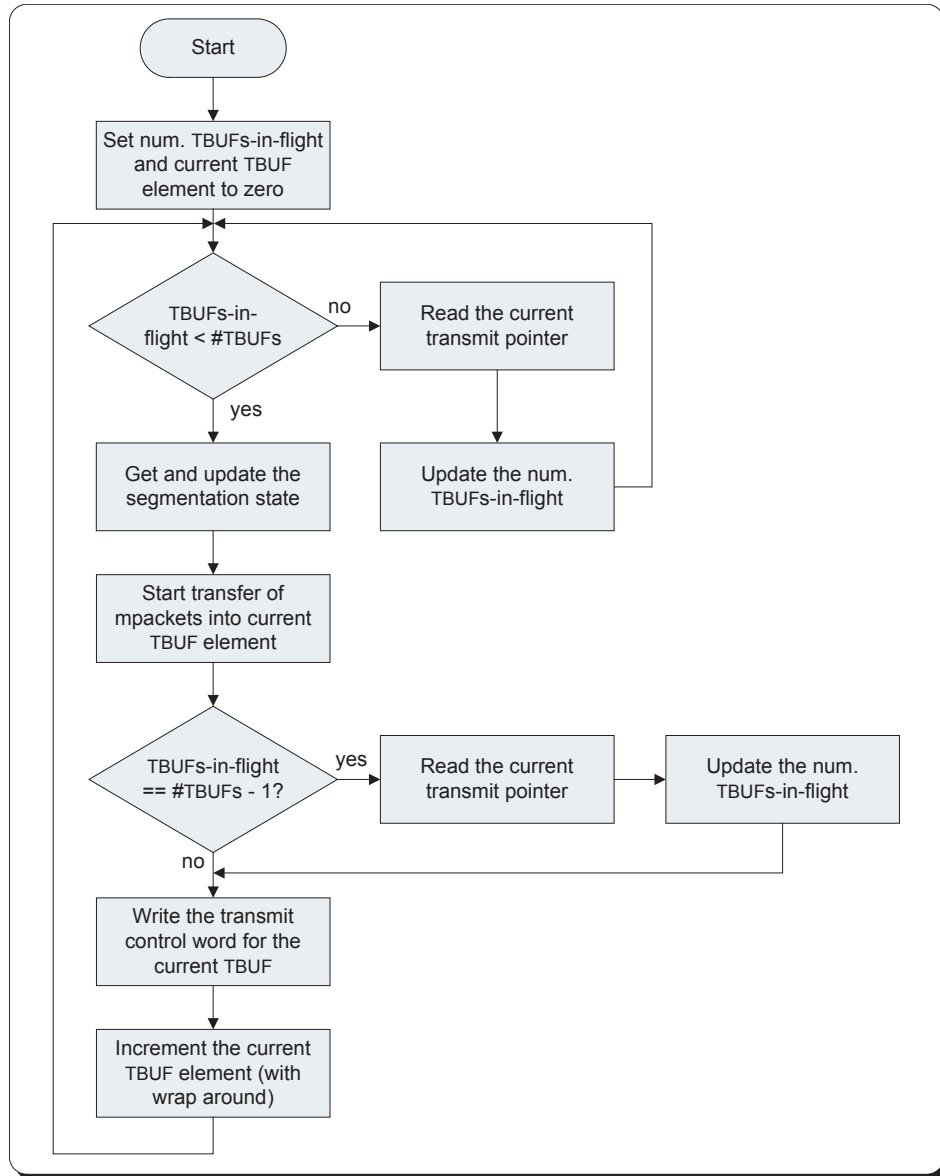 Start
Set num. TBUFs-in-flight
and current TBUF
element to zero
TBUFs-in-
flight < #TBUFs
no
Read the current
transmit pointer
yes
Get and update the
segmentation state
Update the num.
TBUFs-in-flight
Start transfer of
mpackets into current
TBUF element
TBUFs-in-flight
== #TBUFs - 1?
yes
Read the current
transmit pointer
Update the num.
TBUFs-in-flight
no
Write the transmit
control word for the
current TBUF
Increment the current
TBUF element (with
wrap around)